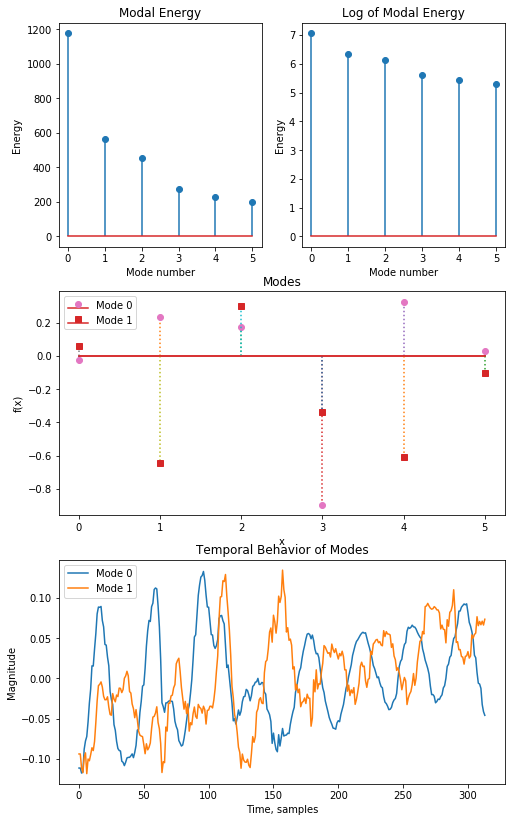 Modal Energy
1200
1000
800
600
400
200
0
Energy
0 1 2 3 4 5
Mode number
Log of Modal Energy
7
6
5
4
3
2
1
0
Energy
0 1 2 3 4 5
Mode number
Modes
Mode 0
Mode 1
0.2
0.0
−0.2
−0.4
−0.6
−0.8
f(x)
0 1 2 3 4 5
x
Temporal Behavior of Modes
Mode 0
Mode 1
0.10
0.05
0.00
−0.05
−0.10
Magnitude
0 50 100 150 200 250 300
Time, samples